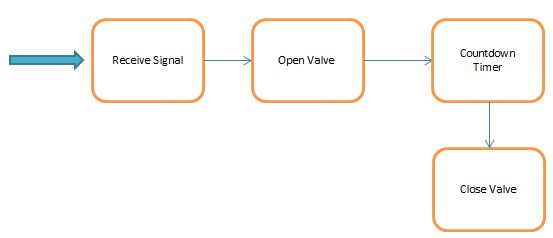 Receive Signal
Open Valve
Countdown
Timer
Close Valve